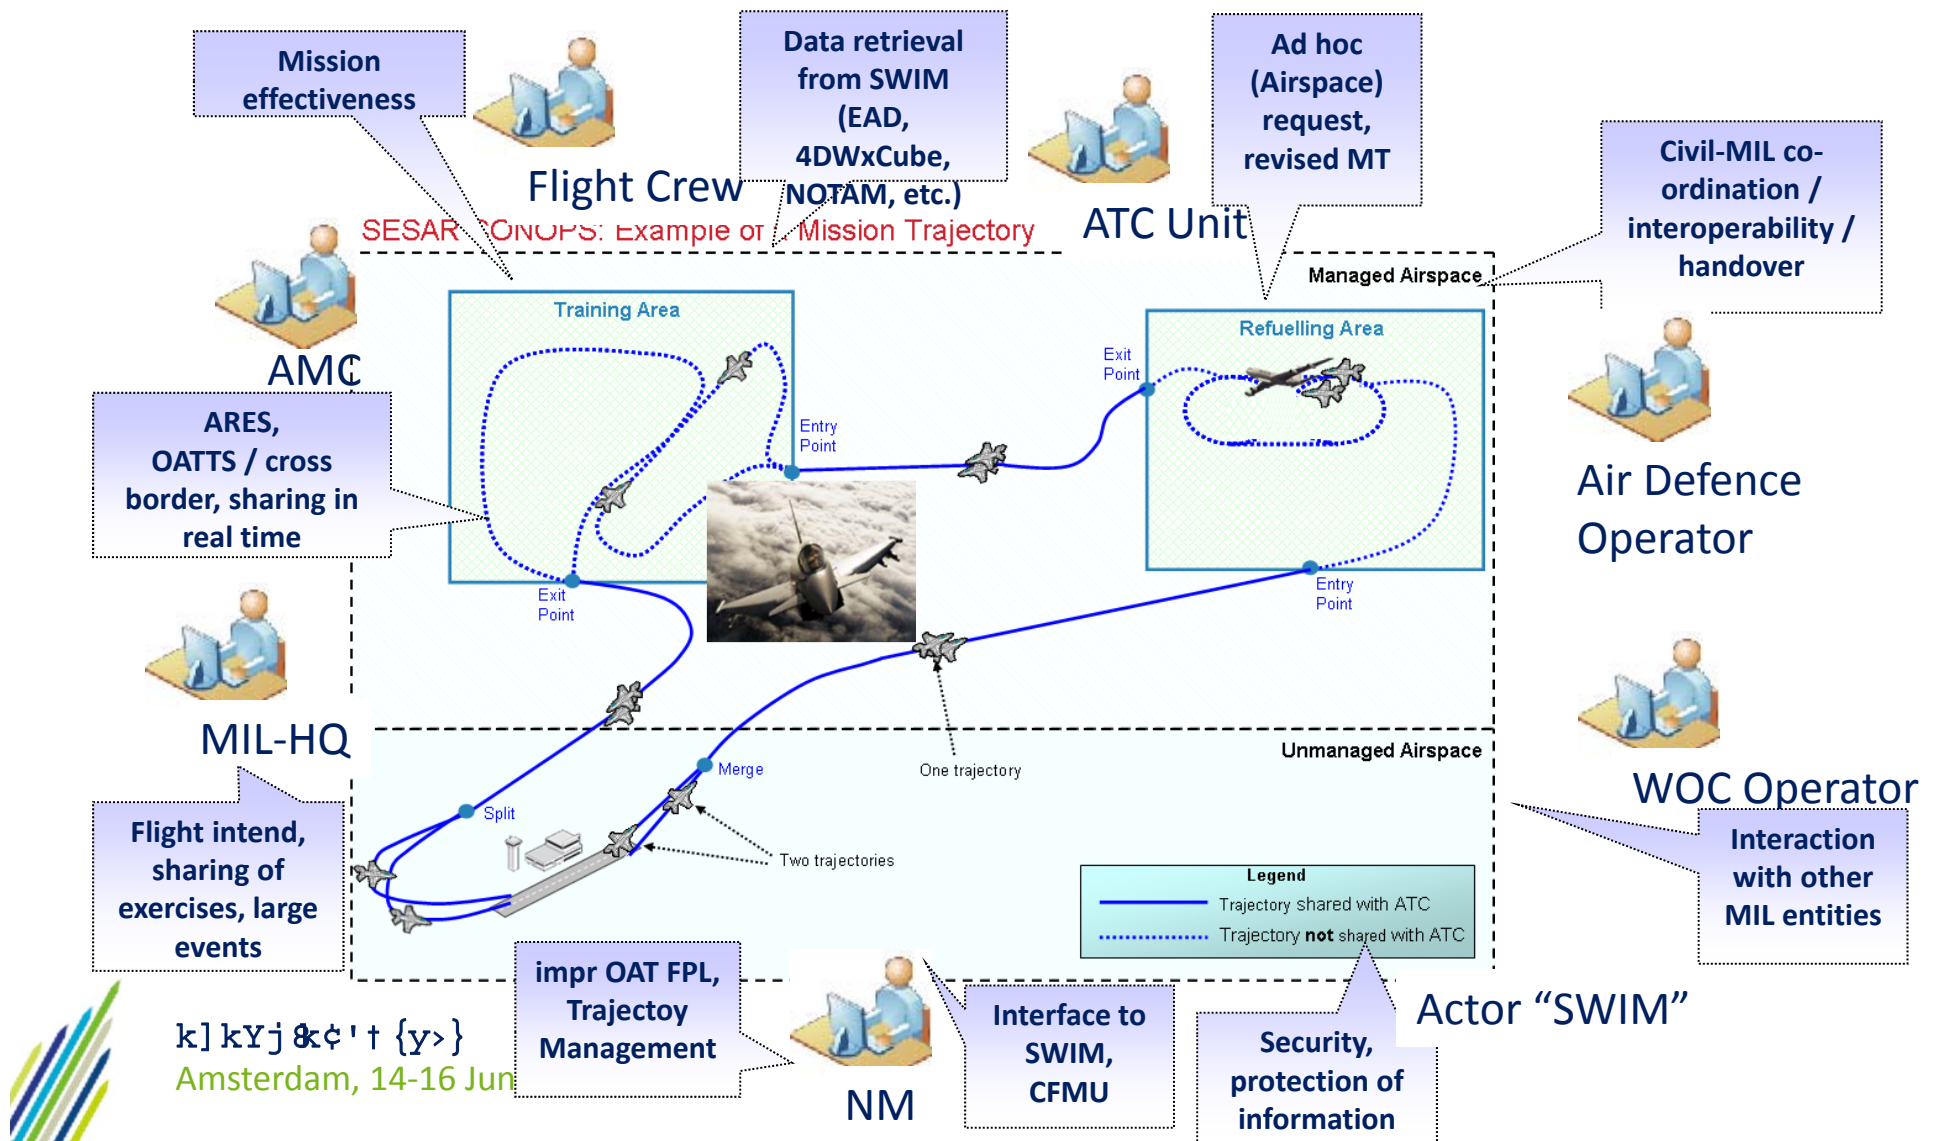 Mission
effectiveness
Data retrieval
from SWIM
(EAD,
4DWxCube,
NOTAM, etc.)
Ad hoc
(Airspace)
request,
revised MT
Civil-MIL co-
ordination /
interoperability /
handover
Flight Crew
ATC Unit
SESAR CONOPS: Example of a Mission Trajectory
Managed Airspace
Training Area
Refuelling Area
Exit
Point
AMC
ARES,
OATTS / cross
border, sharing in
real time
Entry
Point
Air Defence
Operator
Exit
Point
Entry
Point
MIL-HQ
Unmanaged Airspace
Merge
One trajectory
WOC Operator
Split
Flight intend,
sharing of
exercises, large
events
Two trajectories
Interaction
with other
MIL entities
Legend
Trajectory shared with ATC
Trajectory not shared with ATC
impr OAT FPL,
Trajectoy
Management
Interface to
SWIM,
CFMU
Actor “SWIM”
Security,
protection of
information
k]kYj&k¢'† {y›}
Amsterdam, 14-16 Jun
NM